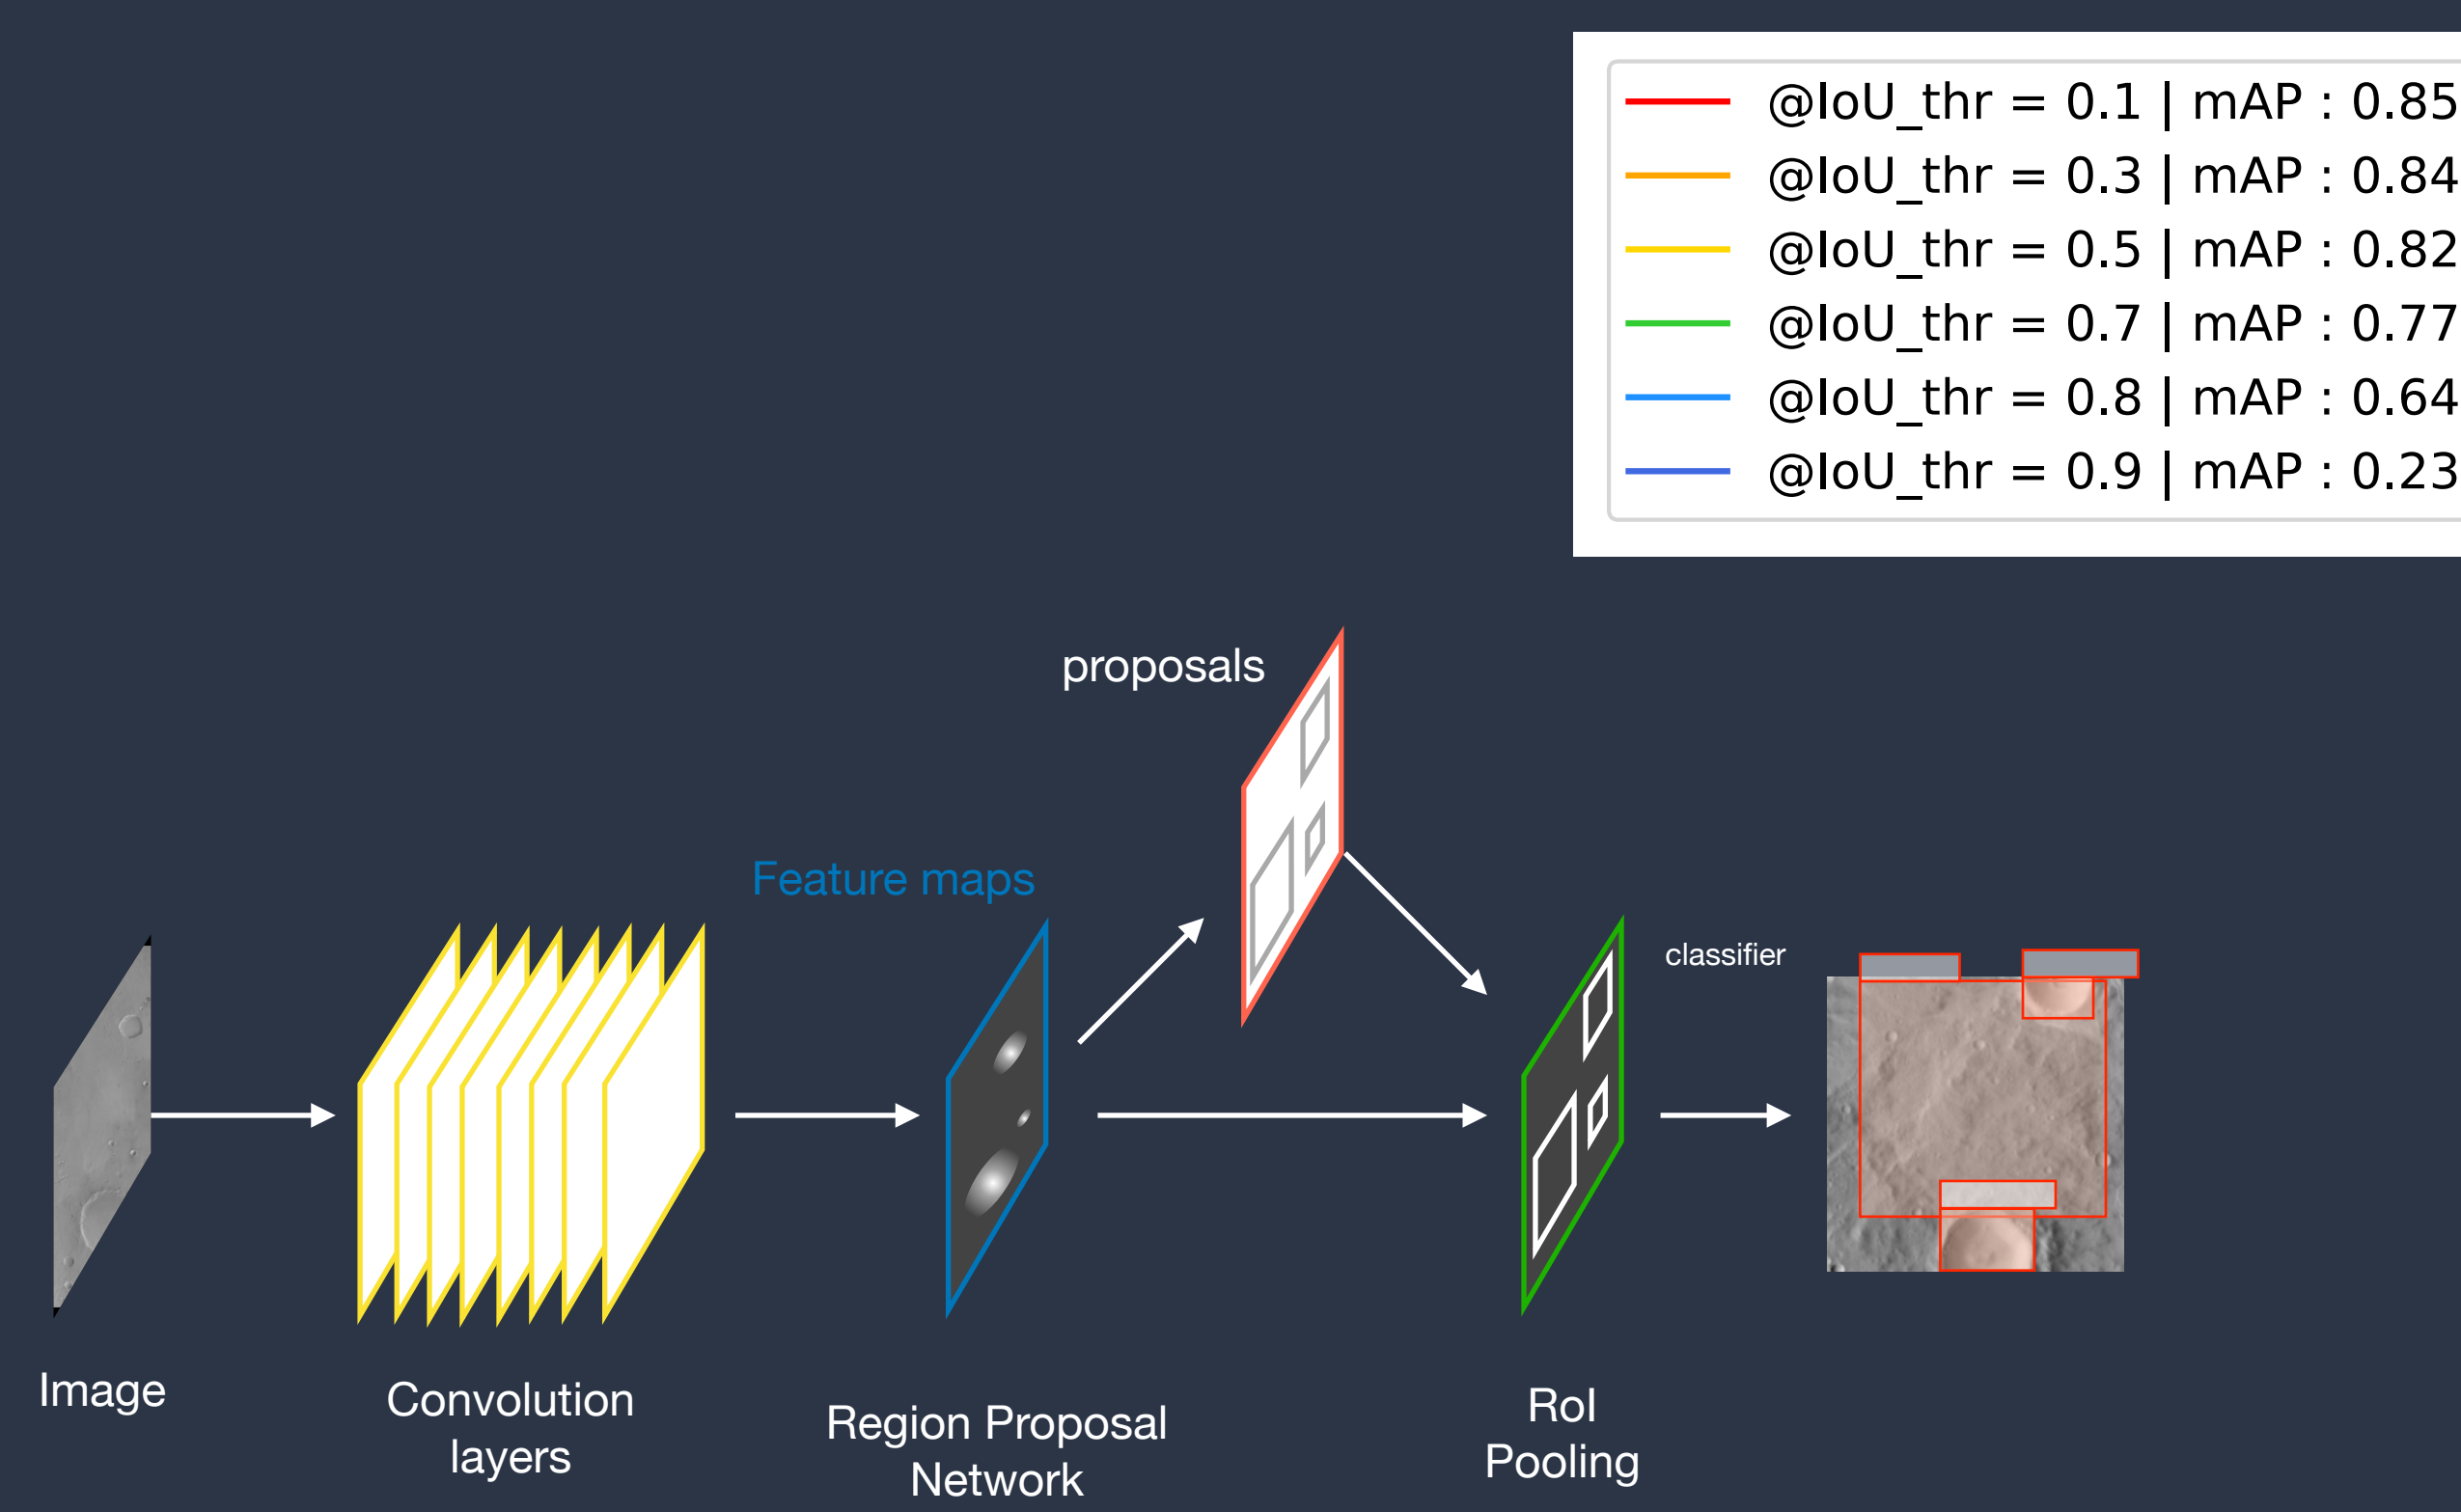 @IoU_thr = 0.1 | mAP : 0.85
@IoU_thr = 0.3 | mAP : 0.84
@IoU_thr = 0.5 | mAP : 0.82
@IoU_thr = 0.7 | mAP : 0.77
@IoU_thr = 0.8 | mAP : 0.64
@IoU_thr = 0.9 | mAP : 0.23
proposals
Feature maps
classifier
Image
Convolution
layers
Region Proposal
Network
RoI
Pooling